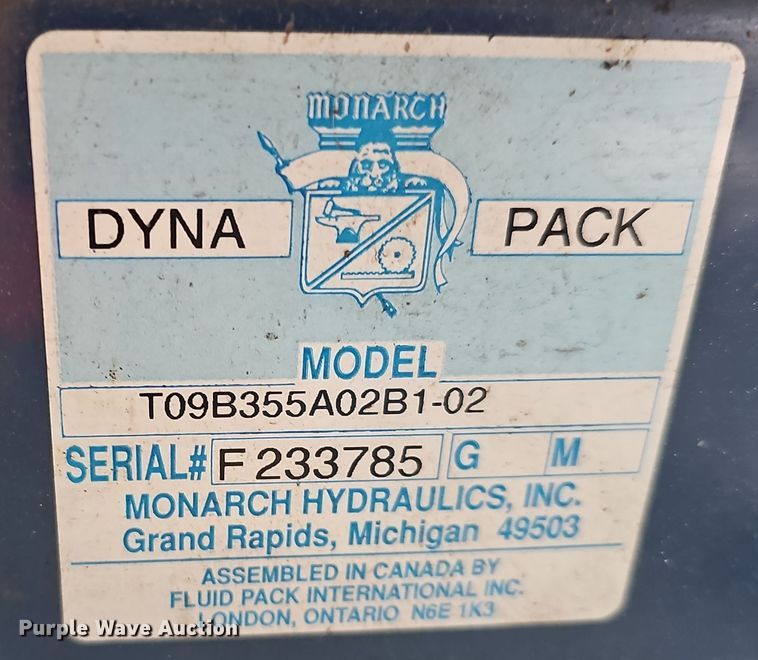 MONARCH
DYNA PACK
MODEL
T09B355A02B1-02
SERIAL# F 233785 G M
MONARCH HYDRAULICS, INC.
Grand Rapids, Michigan 49503
ASSEMBLED IN CANADA BY
FLUID PACK INTERNATIONAL INC.
LONDON, ONTARIO N6E 1K3
Purple Wave Auction